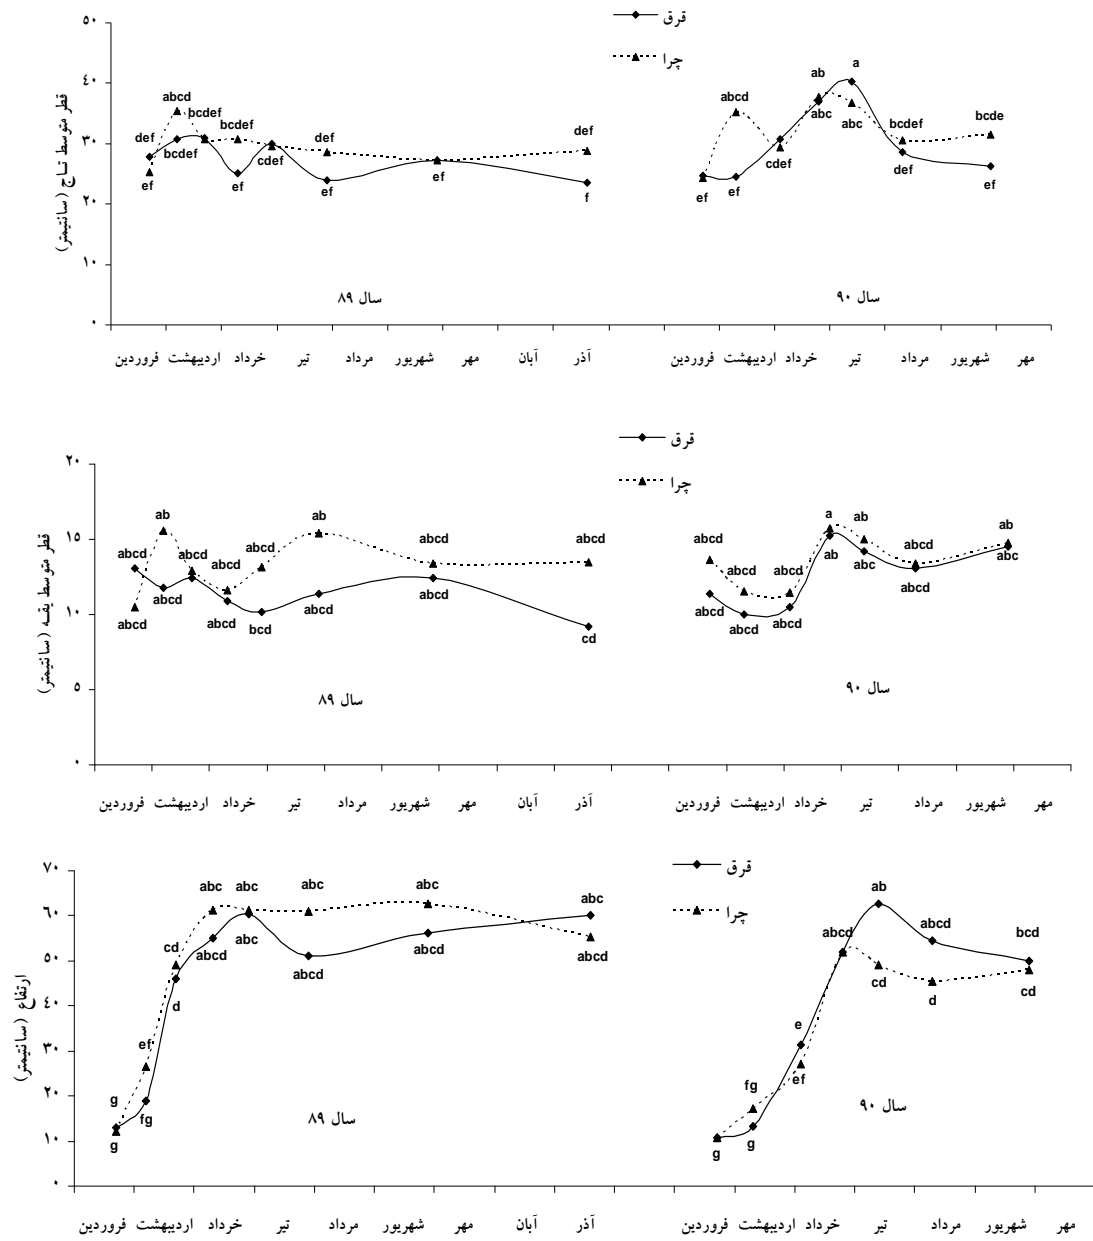 قرق
چرا
قطر متوسط تاج (سانتیمتر)
۵۰
۴۰
۳۰
۲۰
۱۰
۰
abcd
bcdef
def
bcdef
bcdef
def
def
ef
ef
cdef
ef
ef
f
abcd
ab
a
abc
abc
bcdef
bcde
cdef
def
ef
ef
ef
سال ۸۹
سال ۹۰
فروردین اردیبهشت خرداد تیر مرداد شهریور مهر آبان آذر
فروردین اردیبهشت خرداد تیر مرداد شهریور مهر
قرق
چرا
قطر متوسط یقه (سانتیمتر)
۲۰
۱۵
۱۰
۵
۰
ab
ab
abcd
abcd
abcd
abcd
abcd
abcd
abcd
abcd
abcd
bcd
abcd
abcd
cd
a
ab
ab
abcd
abcd
abcd
abcd
ab
abc
abcd
abc
abcd
abcd
abcd
سال ۸۹
سال ۹۰
فروردین اردیبهشت خرداد تیر مرداد شهریور مهر آبان آذر
فروردین اردیبهشت خرداد تیر مرداد شهریور مهر
قرق
چرا
ارتفاع (سانتیمتر)
۷۰
۶۰
۵۰
۴۰
۳۰
۲۰
۱۰
۰
abc
abc
abc
abc
abc
cd
abcd
abc
abcd
abcd
abcd
d
ef
g
fg
g
ab
abcd
abcd
bcd
cd
d
cd
e
ef
fg
g
g
سال ۸۹
سال ۹۰
فروردین اردیبهشت خرداد تیر مرداد شهریور مهر آبان آذر
فروردین اردیبهشت خرداد تیر مرداد شهریور مهر